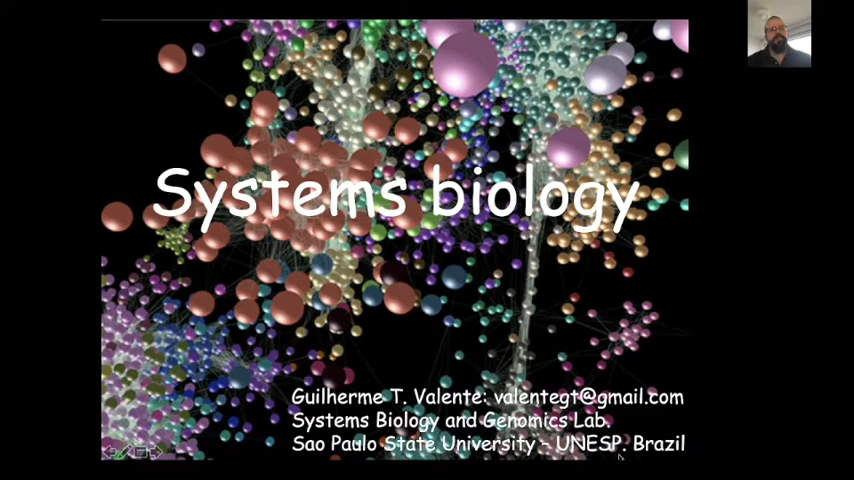 Systems biology
Guilherme T. Valente: valentegt@gmail.com
Systems Biology and Genomics Lab.
Sao Paulo State University - UNESP. Brazil